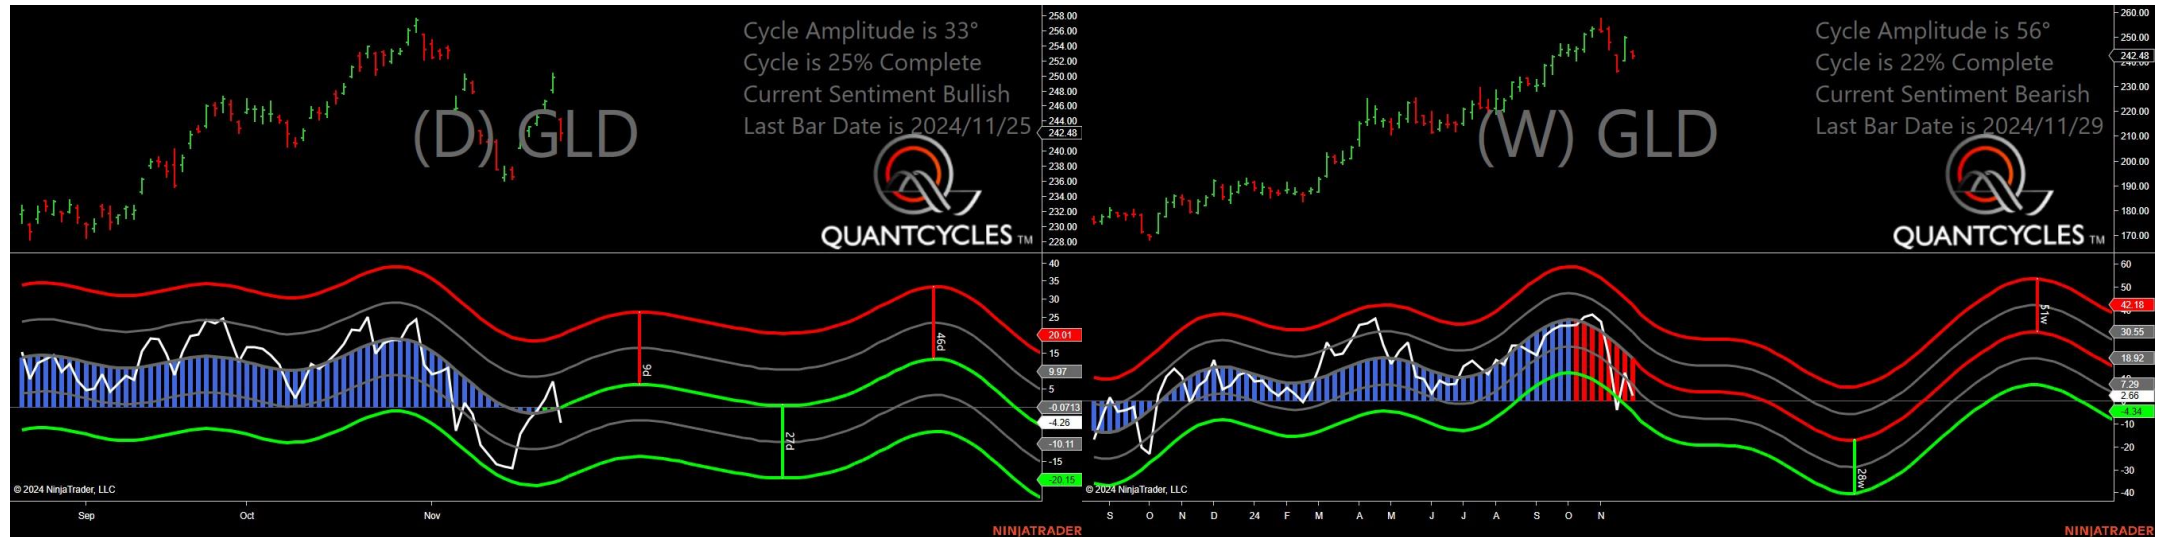 Cycle Amplitude is 33°
Cycle is 25% Complete
Current Sentiment Bullish
Last Bar Date is 2024/11/25
(D) GLD
QUANTCYCLES TM
258.00
256.00
254.00
252.00
250.00
248.00
246.00
244.00
242.48
240.00
238.00
236.00
234.00
232.00
230.00
228.00
40
35
30
25
20.01
15
9.97
5
-0.0713
-4.26
-10.11
-15
-20.15
9d
27d
46d
© 2024 NinjaTrader, LLC
Sep Oct Nov
NINJATRADER
Cycle Amplitude is 56°
Cycle is 22% Complete
Current Sentiment Bearish
Last Bar Date is 2024/11/29
(W) GLD
QUANTCYCLES TM
260.00
250.00
242.48
240.00
230.00
220.00
210.00
200.00
190.00
180.00
170.00
60
50
42.18
30.55
18.92
7.29
2.66
-4.34
-10
-20
-30
-40
28w
51w
© 2024 NinjaTrader, LLC
S O N D 24 F M A M J J A S O N
NINJATRADER